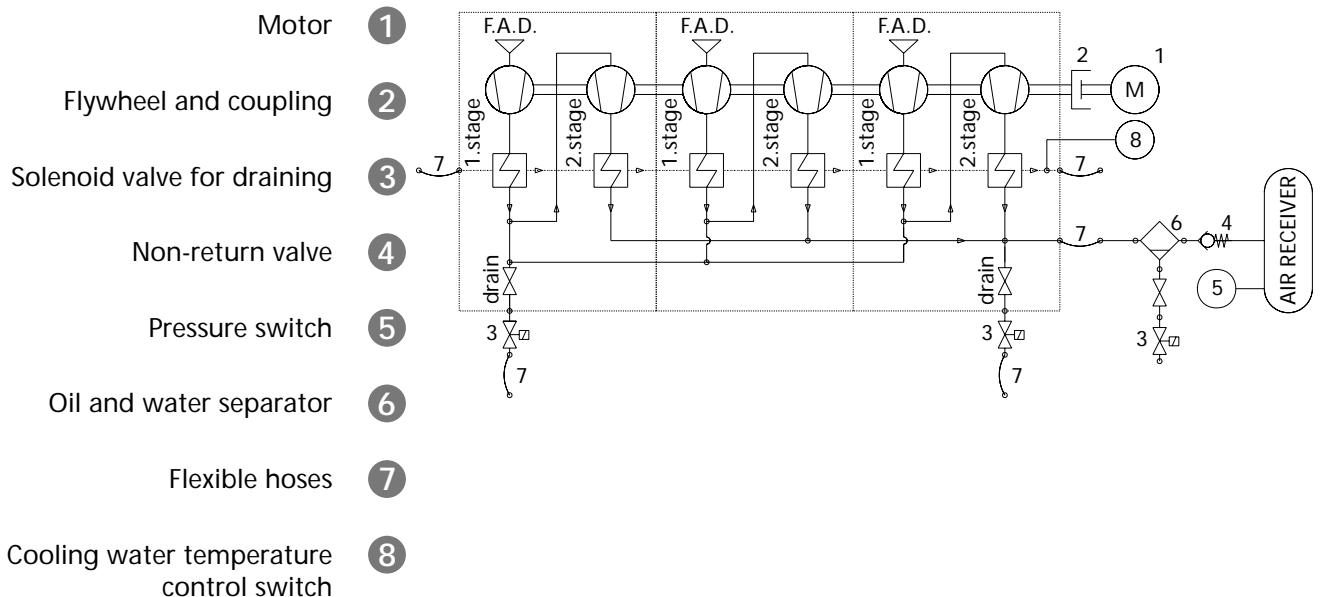 Motor 1
Flywheel and coupling 2
Solenoid valve for draining 3
Non-return valve 4
Pressure switch 5
Oil and water separator 6
Flexible hoses 7
Cooling water temperature 8
control switch
F.A.D.
F.A.D.
F.A.D.
2
1
M
1.stage
2.stage
1.stage
2.stage
1.stage
2.stage
8
7
7
7
6
4
AIR RECEIVER
5
drain
drain
3
3
3
7
7